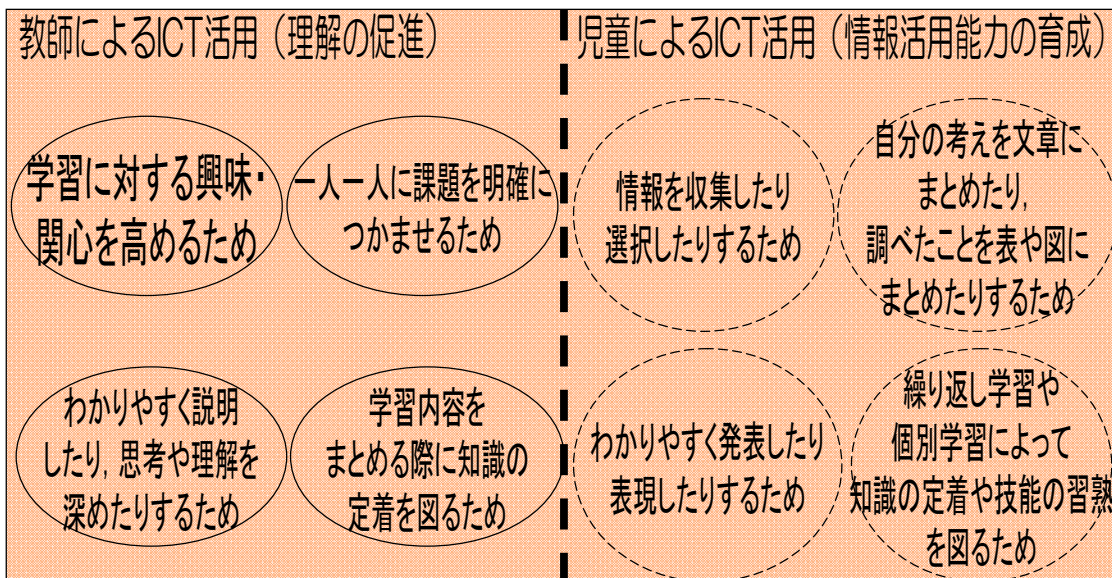 教師によるICT活用（理解の促進）
学習に対する興味・
関心を高めるため
一人一人に課題を明確に
つかませるため
わかりやすく説明
したり，思考や理解を
深めたりするため
学習内容を
まとめる際に知識の
定着を図るため
児童によるICT活用（情報活用能力の育成）
情報を収集したり
選択したりするため
自分の考えを文章に
まとめたり，
調べたことを表や図に
まとめたりするため
わかりやすく発表したり
表現したりするため
繰り返し学習や
個別学習によって
知識の定着や技能の習熟
を図るため